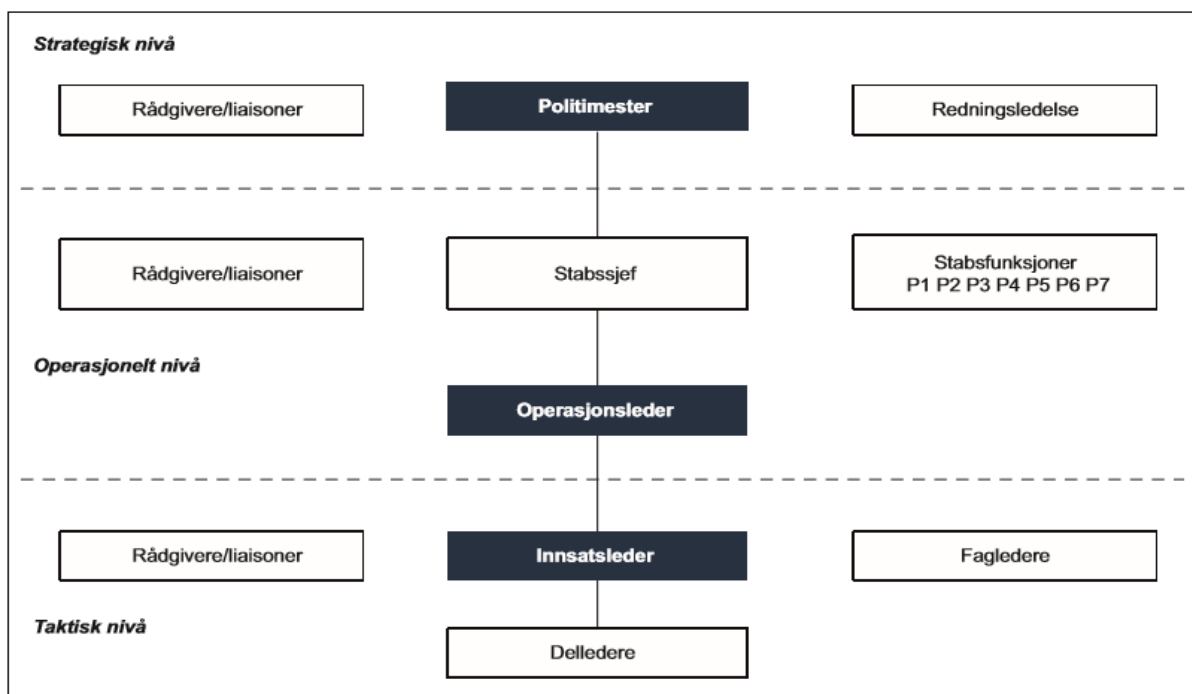 Strategisk nivå
Rådgivere/liaisoner
Politimester
Redningsledelse
Rådgivere/liaisoner
Stabssjef
Stabsfunksjoner
P1 P2 P3 P4 P5 P6 P7
Operasjonelt nivå
Operasjonsleder
Rådgivere/liaisoner
Innsatsleder
Fagledere
Taktisk nivå
Delledere